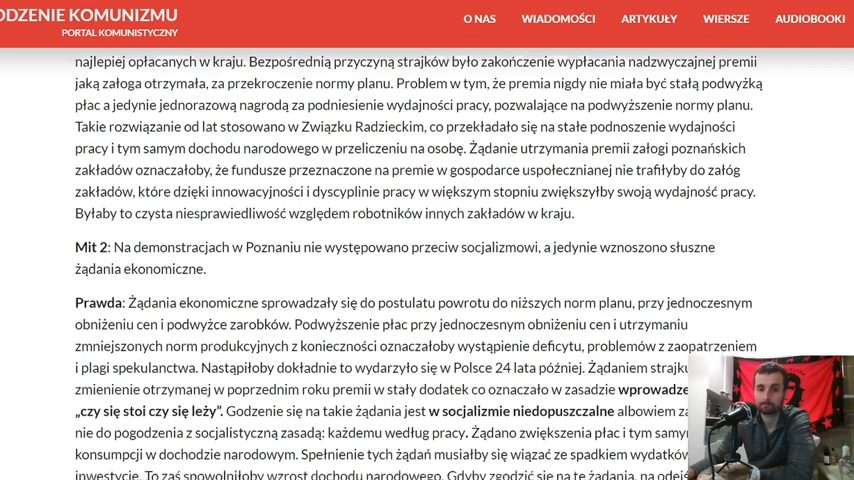 ODZENIE KOMUNIZMU
PORTAL KOMUNISTYCZNY
O NAS WIADOMOŚCI ARTYKUŁY WIERSZE AUDIOBOOKI
najlepiej opłacanych w kraju. Bezpośrednią przyczyną strajków było zakończenie wypłacania nadzwyczajnej premii
jaką załoga otrzymała, za przekroczenie normy planu. Problem w tym, że premia nigdy nie miała być stałą podwyżką
płac a jedynie jednorazową nagrodą za podniesienie wydajności pracy, pozwalające na podwyższenie normy planu.
Takie rozwiązanie od lat stosowano w Związku Radzieckim, co przekładało się na stałe podnoszenie wydajności
pracy i tym samym dochodu narodowego w przeliczeniu na osobę. Żądanie utrzymania premii załogi poznańskich
zakładów oznaczałoby, że fundusze przeznaczone na premie w gospodarce uspołecznianej nie trafiłyby do załóg
zakładów, które dzięki innowacyjności i dyscyplinie pracy w większym stopniu zwiększyłby swoją wydajność pracy.
Byłaby to czysta niesprawiedliwość względem robotników innych zakładów w kraju.
Mit 2: Na demonstracjach w Poznaniu nie występowano przeciw socjalizmowi, a jedynie wznoszono słuszne
żądania ekonomiczne.
Prawda: Żądania ekonomiczne sprowadzały się do postulatu powrotu do niższych norm planu, przy jednoczesnym
obniżeniu cen i podwyżce zarobków. Podwyższenie płac przy jednoczesnym obniżeniu cen i utrzymaniu
zmniejszonych norm produkcyjnych z konieczności oznaczałoby wystąpienie deficytu, problemów z zaopatrzeniem
i plagi spekulanctwa. Nastąpiłoby dokładnie to wydarzyło się w Polsce 24 lata później. Żądaniem strajku
zmienienie otrzymanej w poprzednim roku premii w stały dodatek co oznaczało w zasadzie wprowadze
„czy się stoi czy się leży”. Godzenie się na takie żądania jest w socjalizmie niedopuszczalne albowiem za
nie do pogodzenia z socjalistyczną zasadą: każdemu według pracy. Żądano zwiększenia płac i tym samy
konsumpcji w dochodzie narodowym. Spełnienie tych żądań musiałby się wiązać ze spadkiem wydatków
inwestycje. To zaś spowolniłoby wzrost dochodu narodowego. Gdyby zgodzić się na te żądania, na odejś